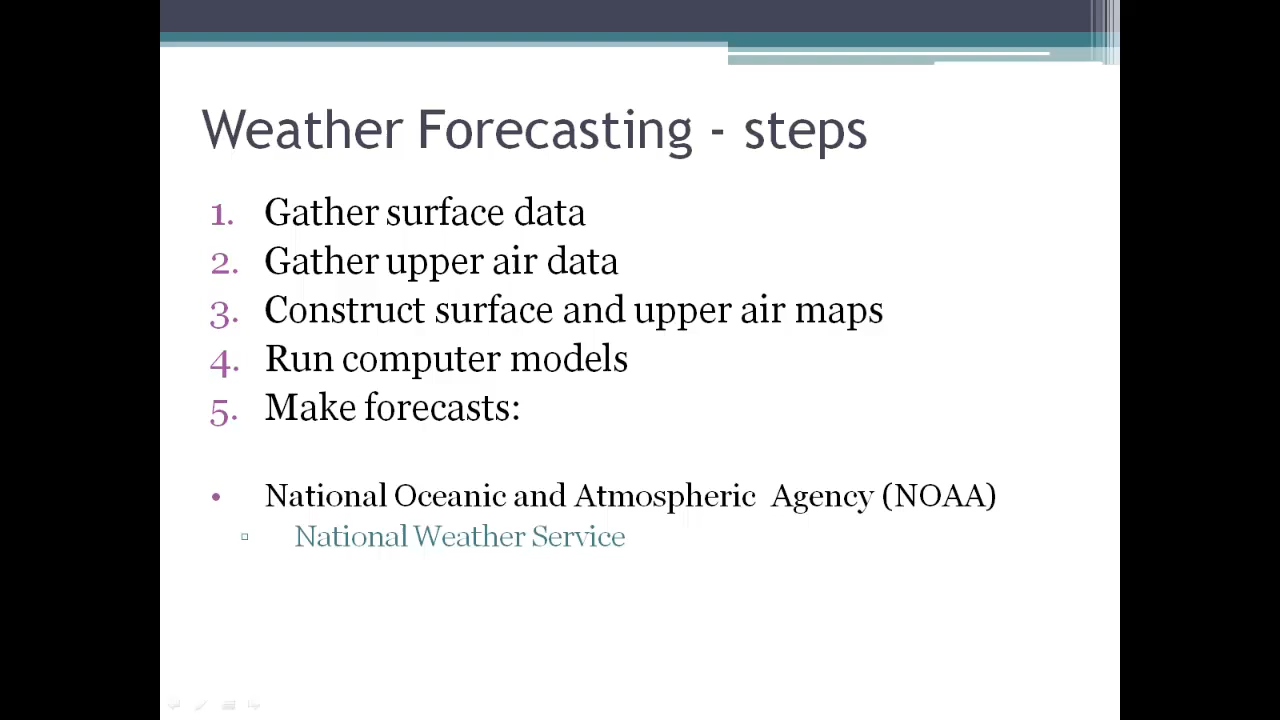 Weather Forecasting - steps
1. Gather surface data
2. Gather upper air data
3. Construct surface and upper air maps
4. Run computer models
5. Make forecasts:
• National Oceanic and Atmospheric Agency (NOAA)
▫ National Weather Service